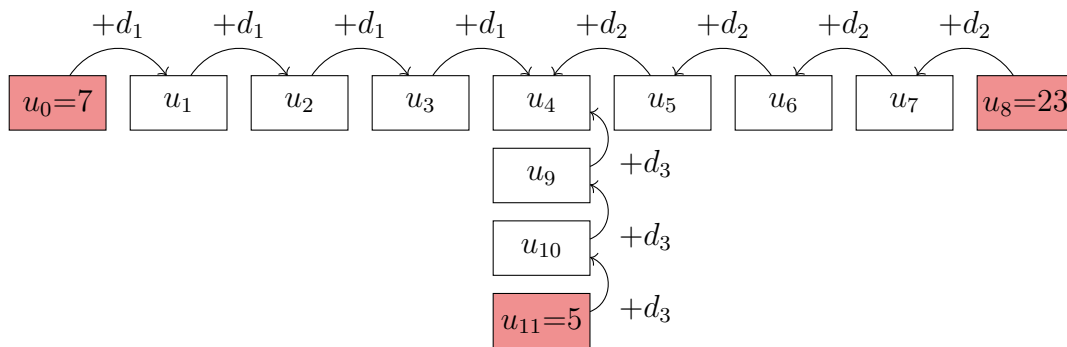 +d₁ +d₁ +d₁ +d₁ +d₂ +d₂ +d₂ +d₂
u₀=7 u₁ u₂ u₃ u₄ u₅ u₆ u₇ u₈=23
u₉ +d₃
u₁₀ +d₃
u₁₁=5 +d₃